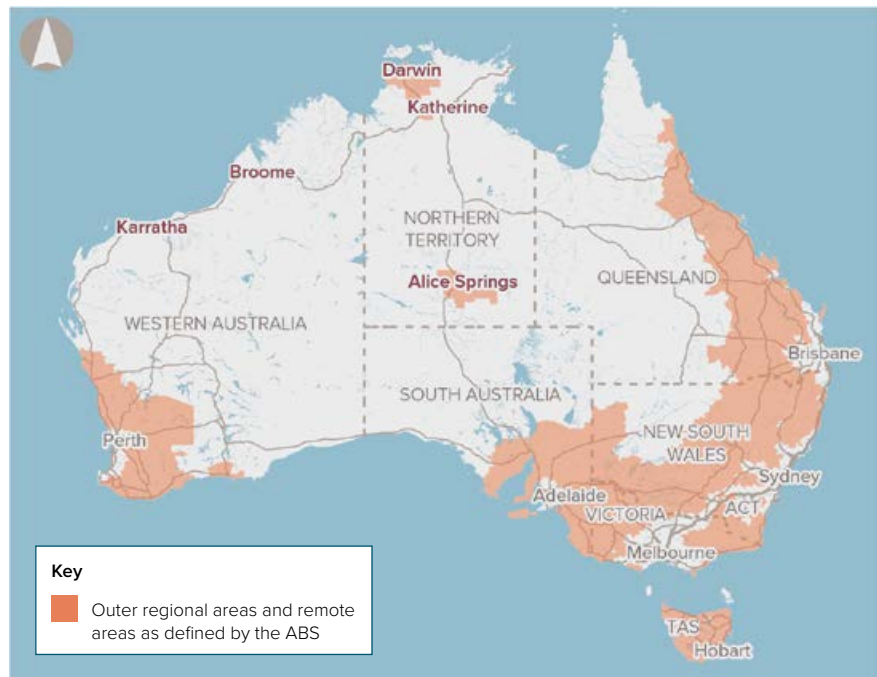 Darwin
Katherine
Broome
Karratha
NORTHERN
TERRITORY
Alice Springs
QUEENSLAND
WESTERN AUSTRALIA
Brisbane
SOUTH AUSTRALIA
Perth
NEW SOUTH
WALES
Sydney
Adelaide
ACT
VICTORIA
Melbourne
Key
Outer regional areas and remote
areas as defined by the ABS
TAS
Hobart